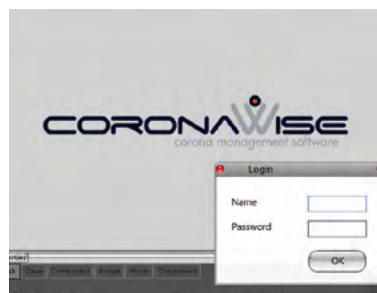 CORONAWISE
corona management software
Login
Name
Password
OK